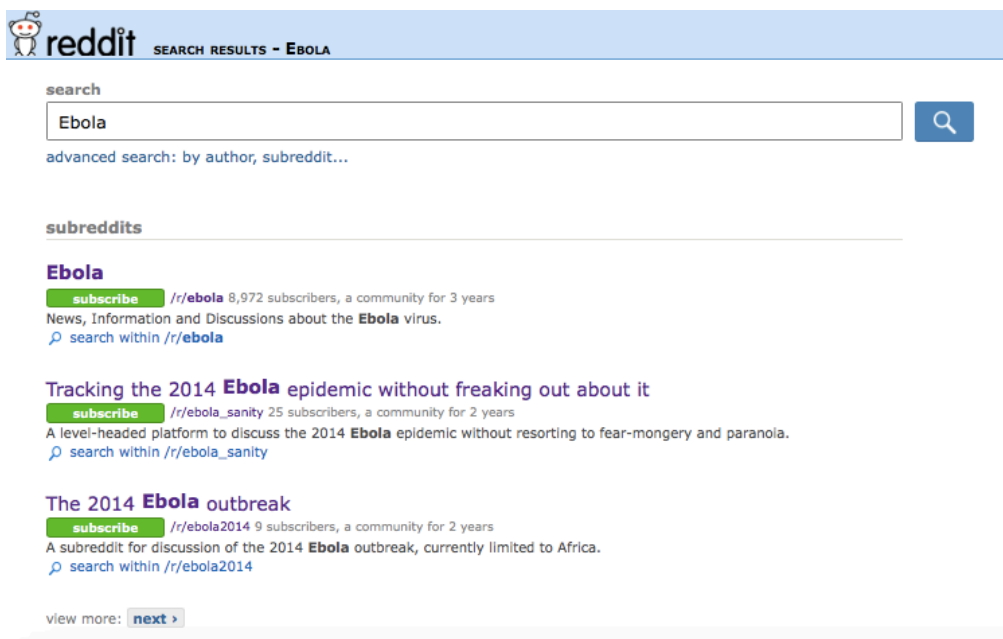 reddit SEARCH RESULTS - EBOLA
search
Ebola
advanced search: by author, subreddit...
subreddits
Ebola
subscribe /r/ebola 8,972 subscribers, a community for 3 years
News, Information and Discussions about the Ebola virus.
search within /r/ebola
Tracking the 2014 Ebola epidemic without freaking out about it
subscribe /r/ebola_sanity 25 subscribers, a community for 2 years
A level-headed platform to discuss the 2014 Ebola epidemic without resorting to fear-mongery and paranoia.
search within /r/ebola_sanity
The 2014 Ebola outbreak
subscribe /r/ebola2014 9 subscribers, a community for 2 years
A subreddit for discussion of the 2014 Ebola outbreak, currently limited to Africa.
search within /r/ebola2014
view more: next ›